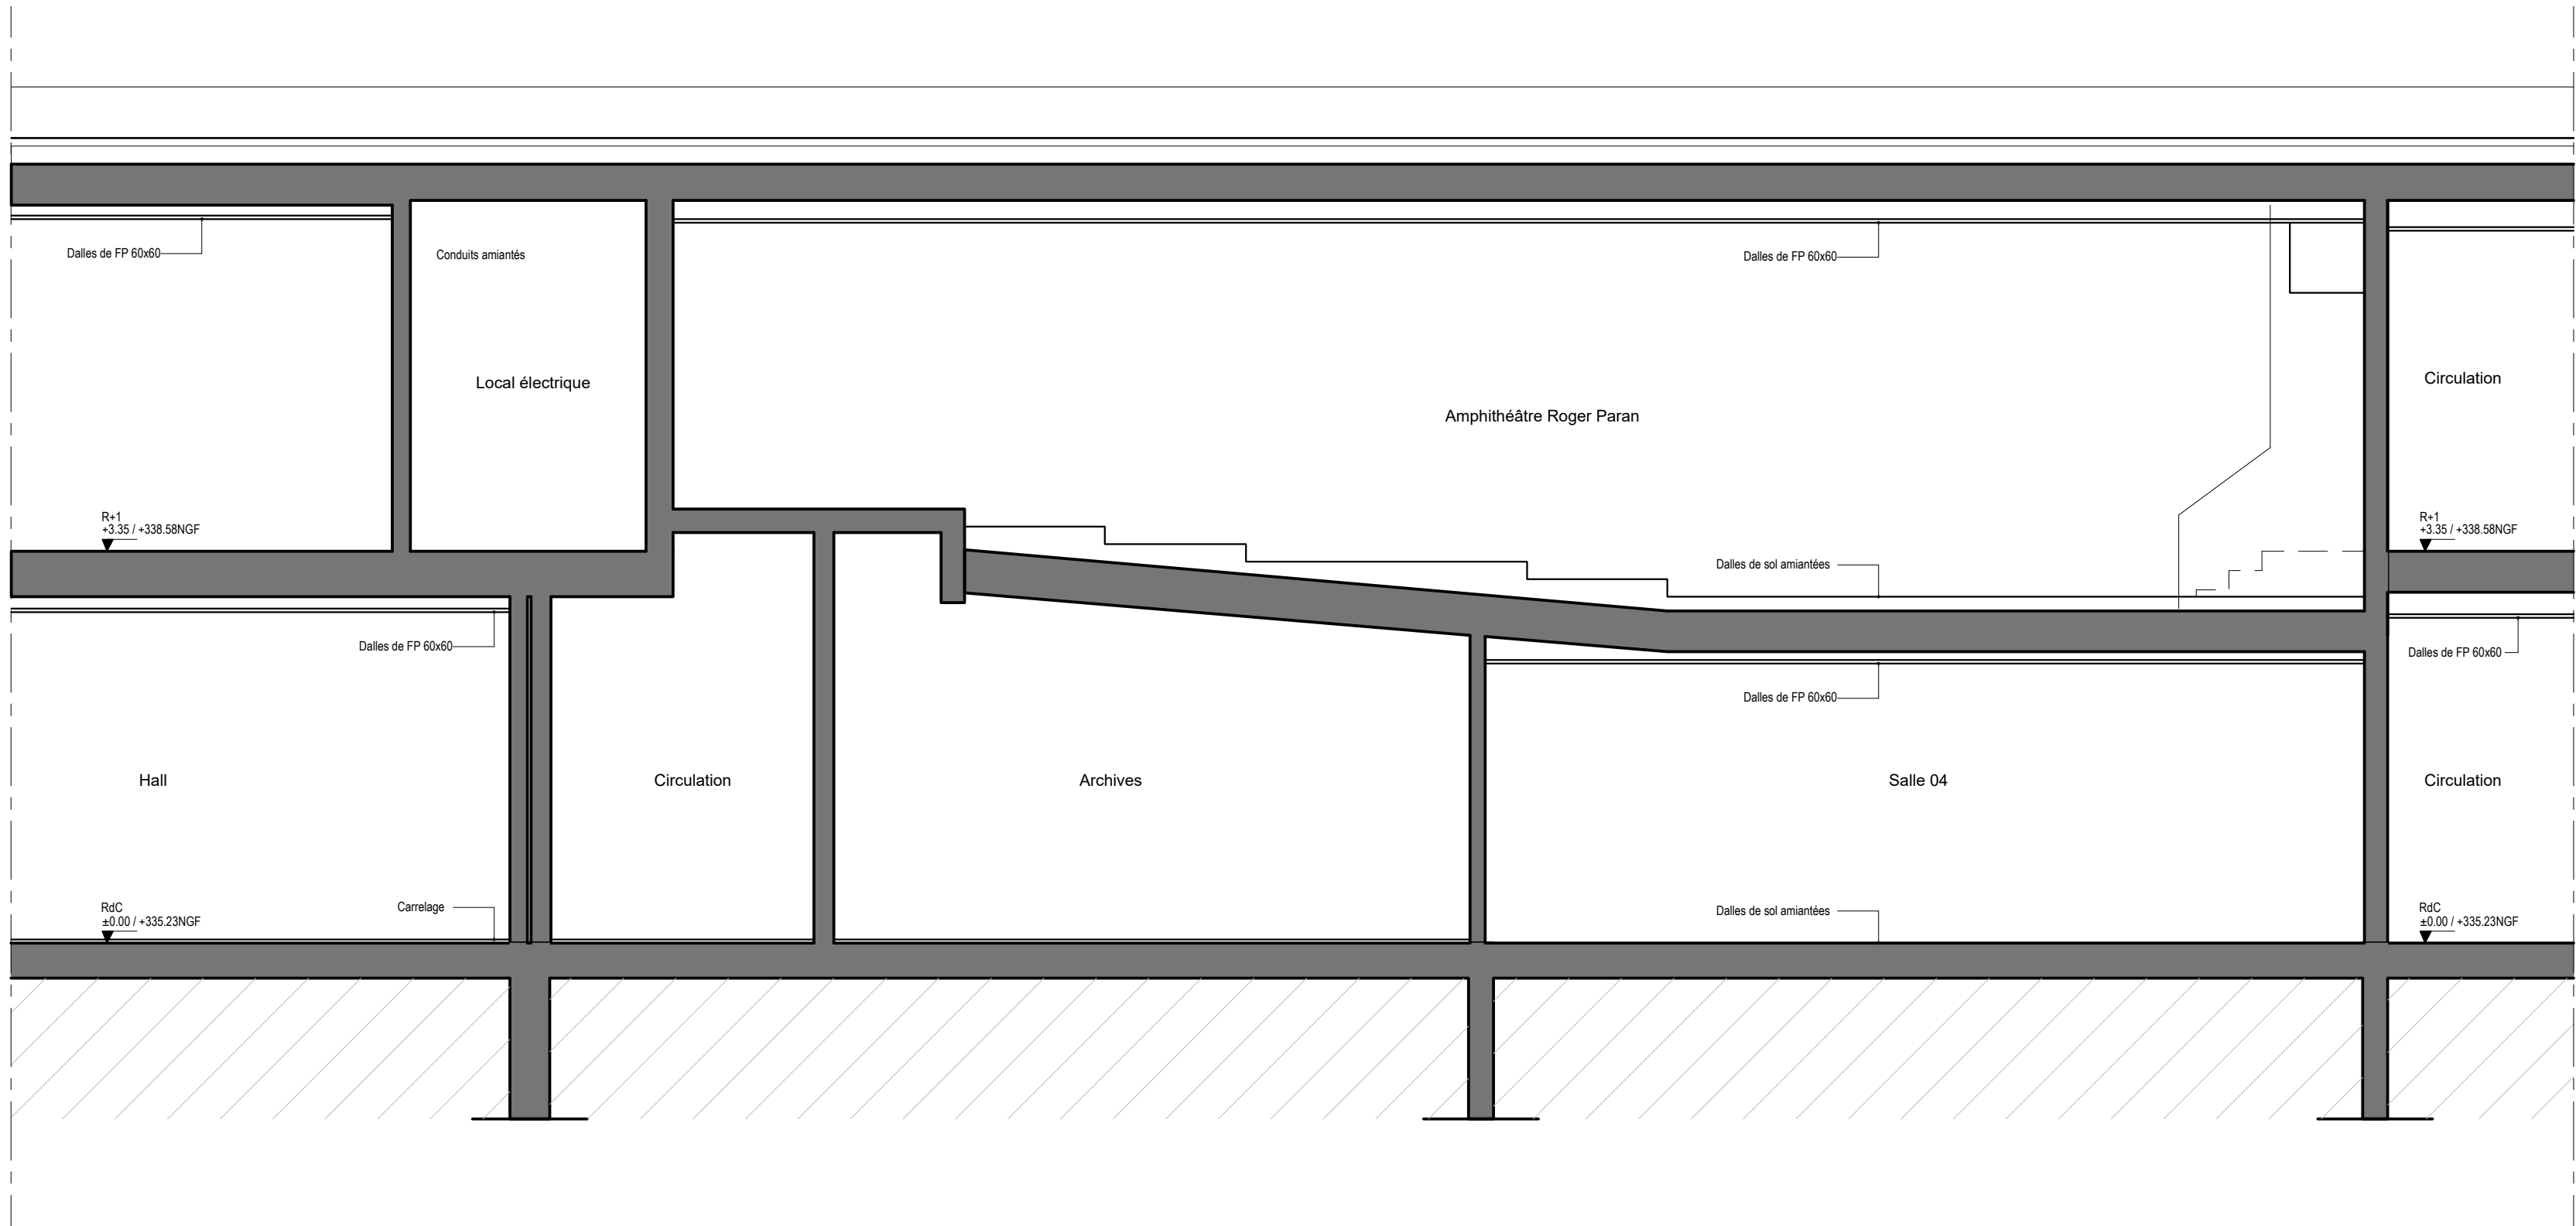 Dalles de FP 60x60
Conduits amiantés
Dalles de FP 60x60
Local électrique
Circulation
Amphithéâtre Roger Paran
R+1
+3.35 / +338.58NGF
R+1
+3.35 / +338.58NGF
Dalles de sol amiantées
Dalles de FP 60x60
Dalles de FP 60x60
Dalles de FP 60x60
Hall
Circulation
Archives
Salle 04
Circulation
RdC
±0.00 / +335.23NGF
Carrelage
Dalles de sol amiantées
RdC
±0.00 / +335.23NGF